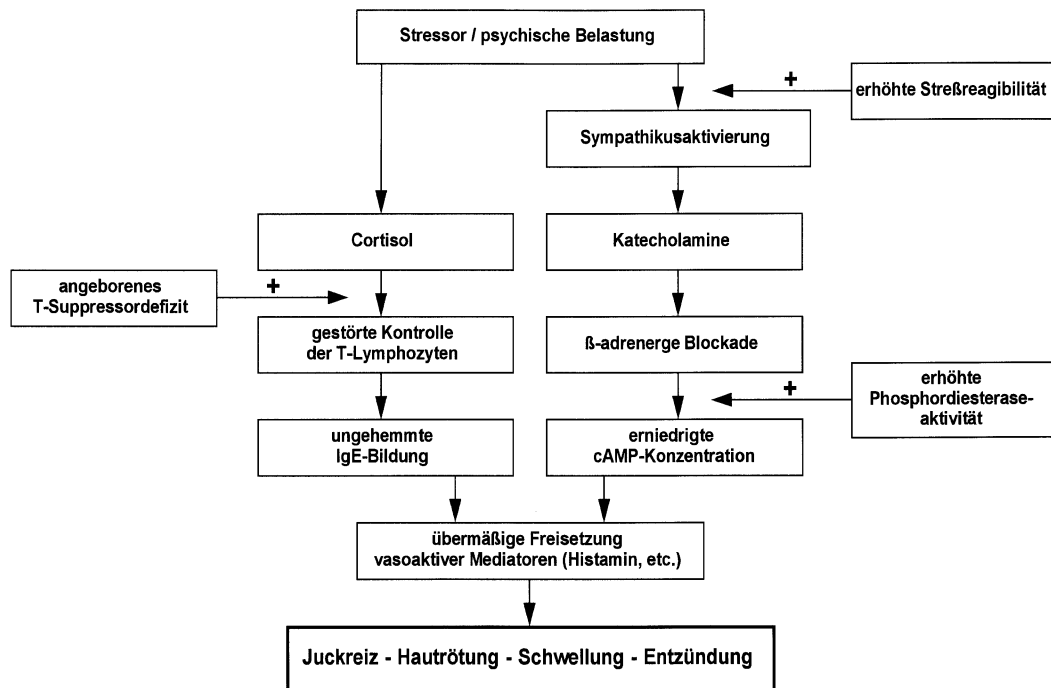 Stressor / psychische Belastung
+
erhöhte Streßreagibilität
Sympathikusaktivierung
Cortisol
Katecholamine
angeborenes
T-Suppressordefizit
+
gestörte Kontrolle
der T-Lymphozyten
ß-adrenerge Blockade
+
erhöhte
Phosphordiesterase-
aktivität
ungehemmte
IgE-Bildung
erniedrigte
cAMP-Konzentration
übermäßige Freisetzung
vasoaktiver Mediatoren (Histamin, etc.)
Juckreiz - Hautrötung - Schwellung - Entzündung